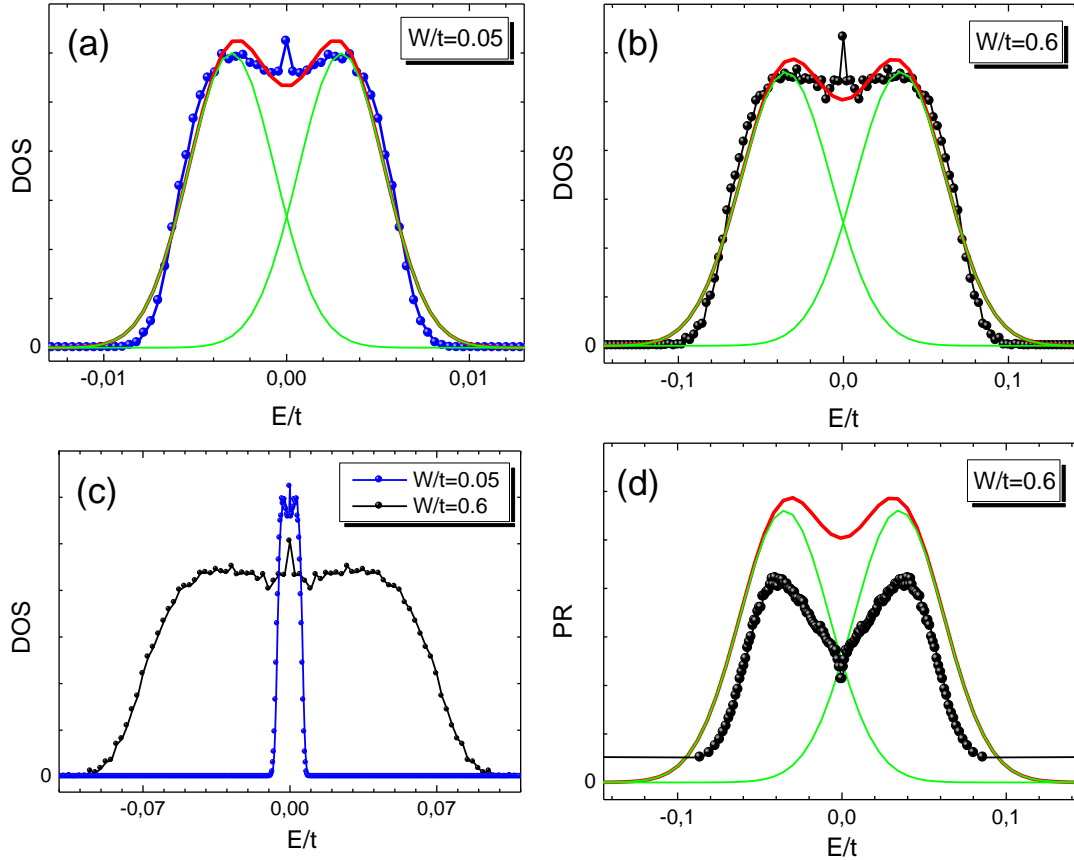 (a)
W/t=0.05
DOS
0
-0,01
0,00
0,01
E/t
(b)
W/t=0.6
DOS
0
-0,1
0,0
0,1
E/t
(c)
W/t=0.05
W/t=0.6
DOS
0
-0,07
0,00
0,07
E/t
(d)
W/t=0.6
PR
0
-0,1
0,0
0,1
E/t